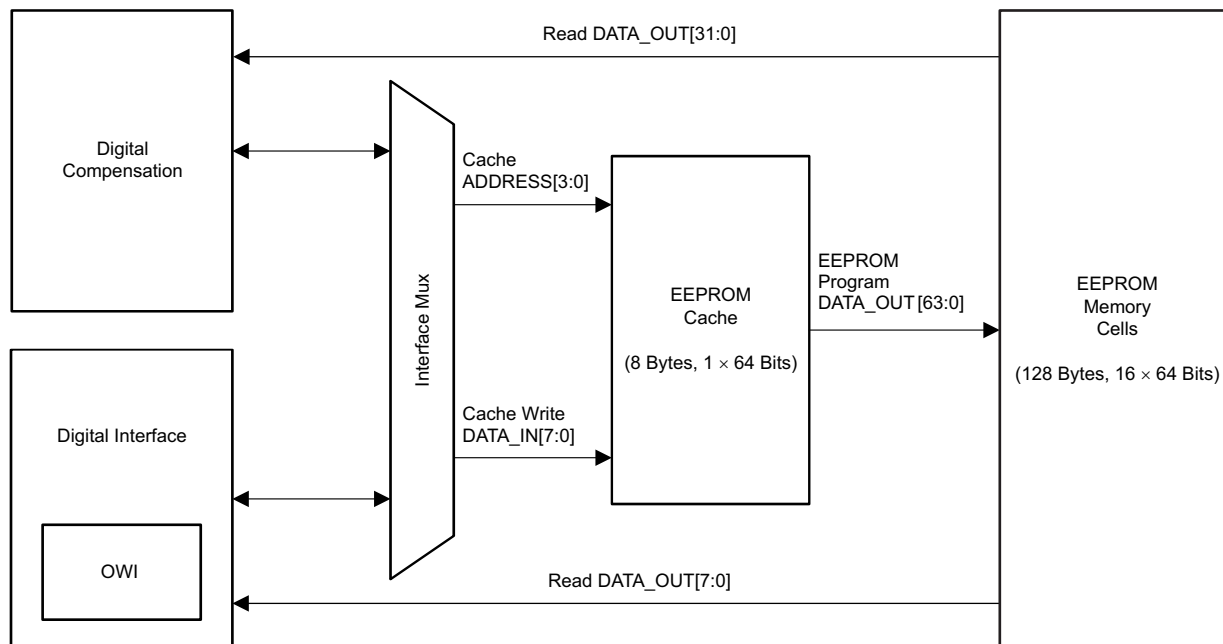 Read DATA_OUT[31:0]
Digital
Compensation
Cache
ADDRESS[3:0]
Interface Mux
EEPROM
Cache
(8 Bytes, 1 × 64 Bits)
EEPROM
Program
DATA_OUT[63:0]
EEPROM
Memory
Cells
(128 Bytes, 16 × 64 Bits)
Cache Write
DATA_IN[7:0]
Digital Interface
OWI
Read DATA_OUT[7:0]